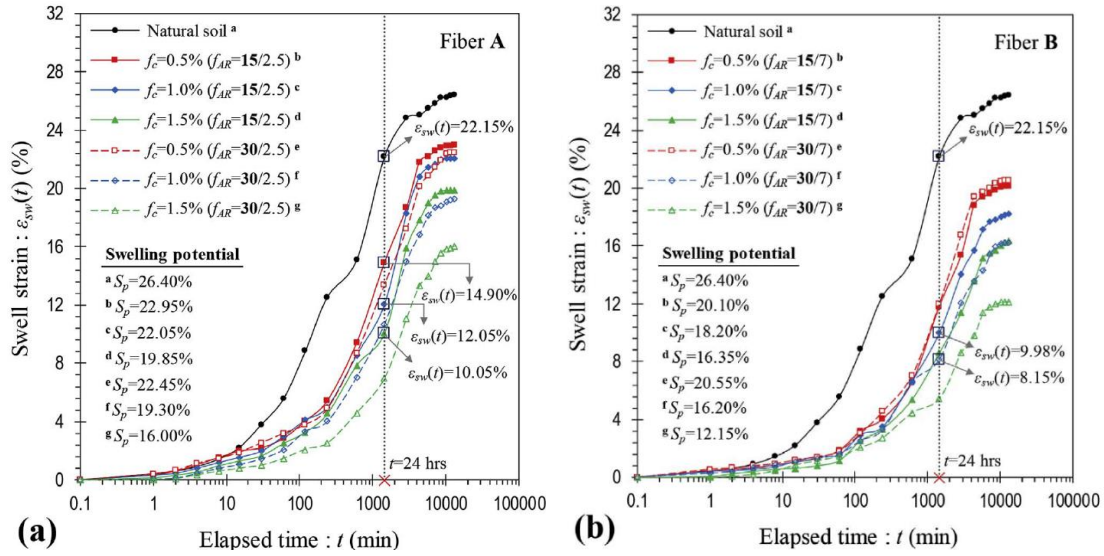 32
28
24
20
16
12
8
4
0
Swell strain : εsw(t) (%)
Fiber A
Natural soil a
fc=0.5% (fAR=15/2.5) b
fc=1.0% (fAR=15/2.5) c
fc=1.5% (fAR=15/2.5) d
fc=0.5% (fAR=30/2.5) e
fc=1.0% (fAR=30/2.5) f
fc=1.5% (fAR=30/2.5) g
εsw(t)=22.15%
Swelling potential
a Sp=26.40%
b Sp=22.95%
c Sp=22.05%
d Sp=19.85%
e Sp=22.45%
f Sp=19.30%
g Sp=16.00%
εsw(t)=14.90%
εsw(t)=12.05%
εsw(t)=10.05%
t=24 hrs
0.1 1 10 100 1000 10000 100000
Elapsed time : t (min)
(a)
32
28
24
20
16
12
8
4
0
Swell strain : εsw(t) (%)
Fiber B
Natural soil a
fc=0.5% (fAR=15/7) b
fc=1.0% (fAR=15/7) c
fc=1.5% (fAR=15/7) d
fc=0.5% (fAR=30/7) e
fc=1.0% (fAR=30/7) f
fc=1.5% (fAR=30/7) g
εsw(t)=22.15%
Swelling potential
a Sp=26.40%
b Sp=20.10%
c Sp=18.20%
d Sp=16.35%
e Sp=20.55%
f Sp=16.20%
g Sp=12.15%
εsw(t)=9.98%
εsw(t)=8.15%
t=24 hrs
0.1 1 10 100 1000 10000 100000
Elapsed time : t (min)
(b)